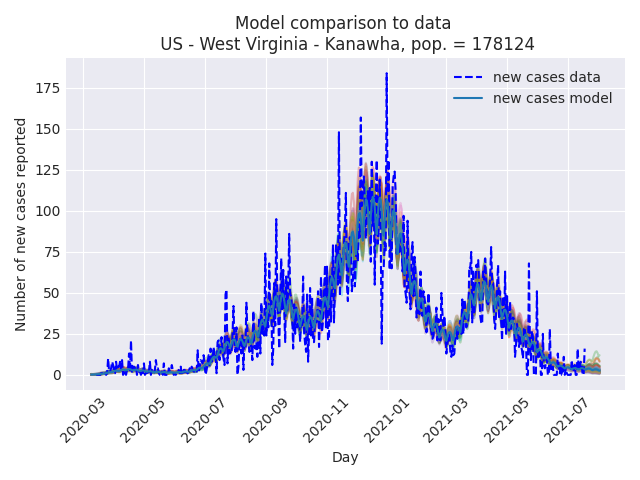 Model comparison to data
US - West Virginia - Kanawha, pop. = 178124
new cases data
new cases model
Number of new cases reported
175
150
125
100
75
50
25
0
2020-03
2020-05
2020-07
2020-09
2020-11
2021-01
2021-03
2021-05
2021-07
Day